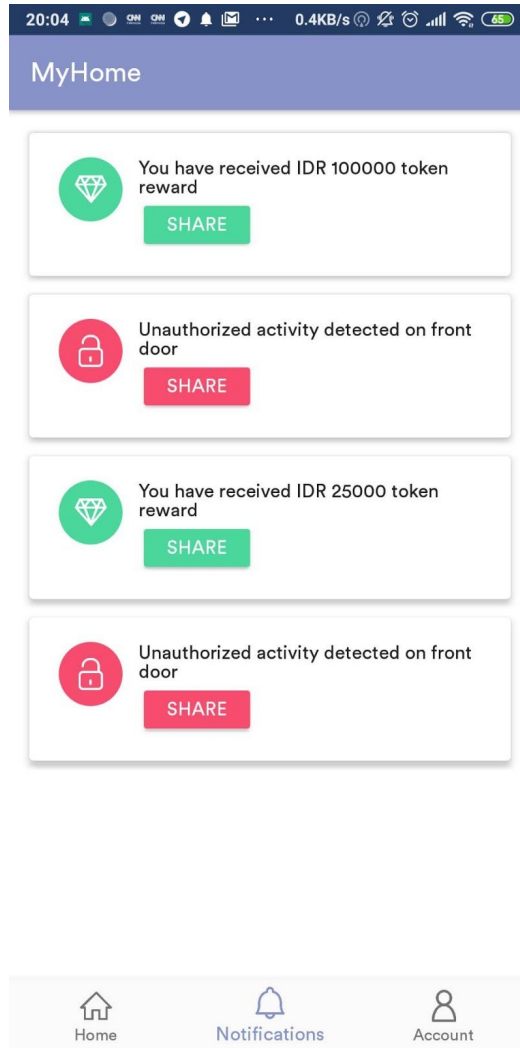 20:04 CNN CNN ... 0.4KB/s 65
MyHome
You have received IDR 100000 token
reward
SHARE
Unauthorized activity detected on front
door
SHARE
You have received IDR 25000 token
reward
SHARE
Unauthorized activity detected on front
door
SHARE
Home Notifications Account